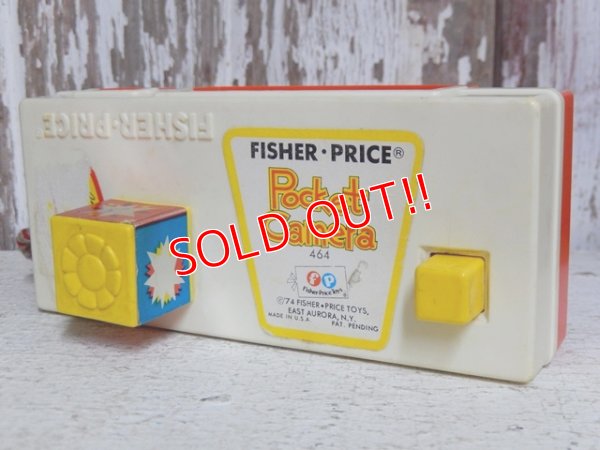 FISHER·PRICE®
FISHER·PRICE®
Pocket
Camera
SOLD OUT!!
464
fp
Fisher-Price Toys
©'74 FISHER·PRICE TOYS,
EAST AURORA, N.Y.
MADE IN U.S.A. PAT. PENDING